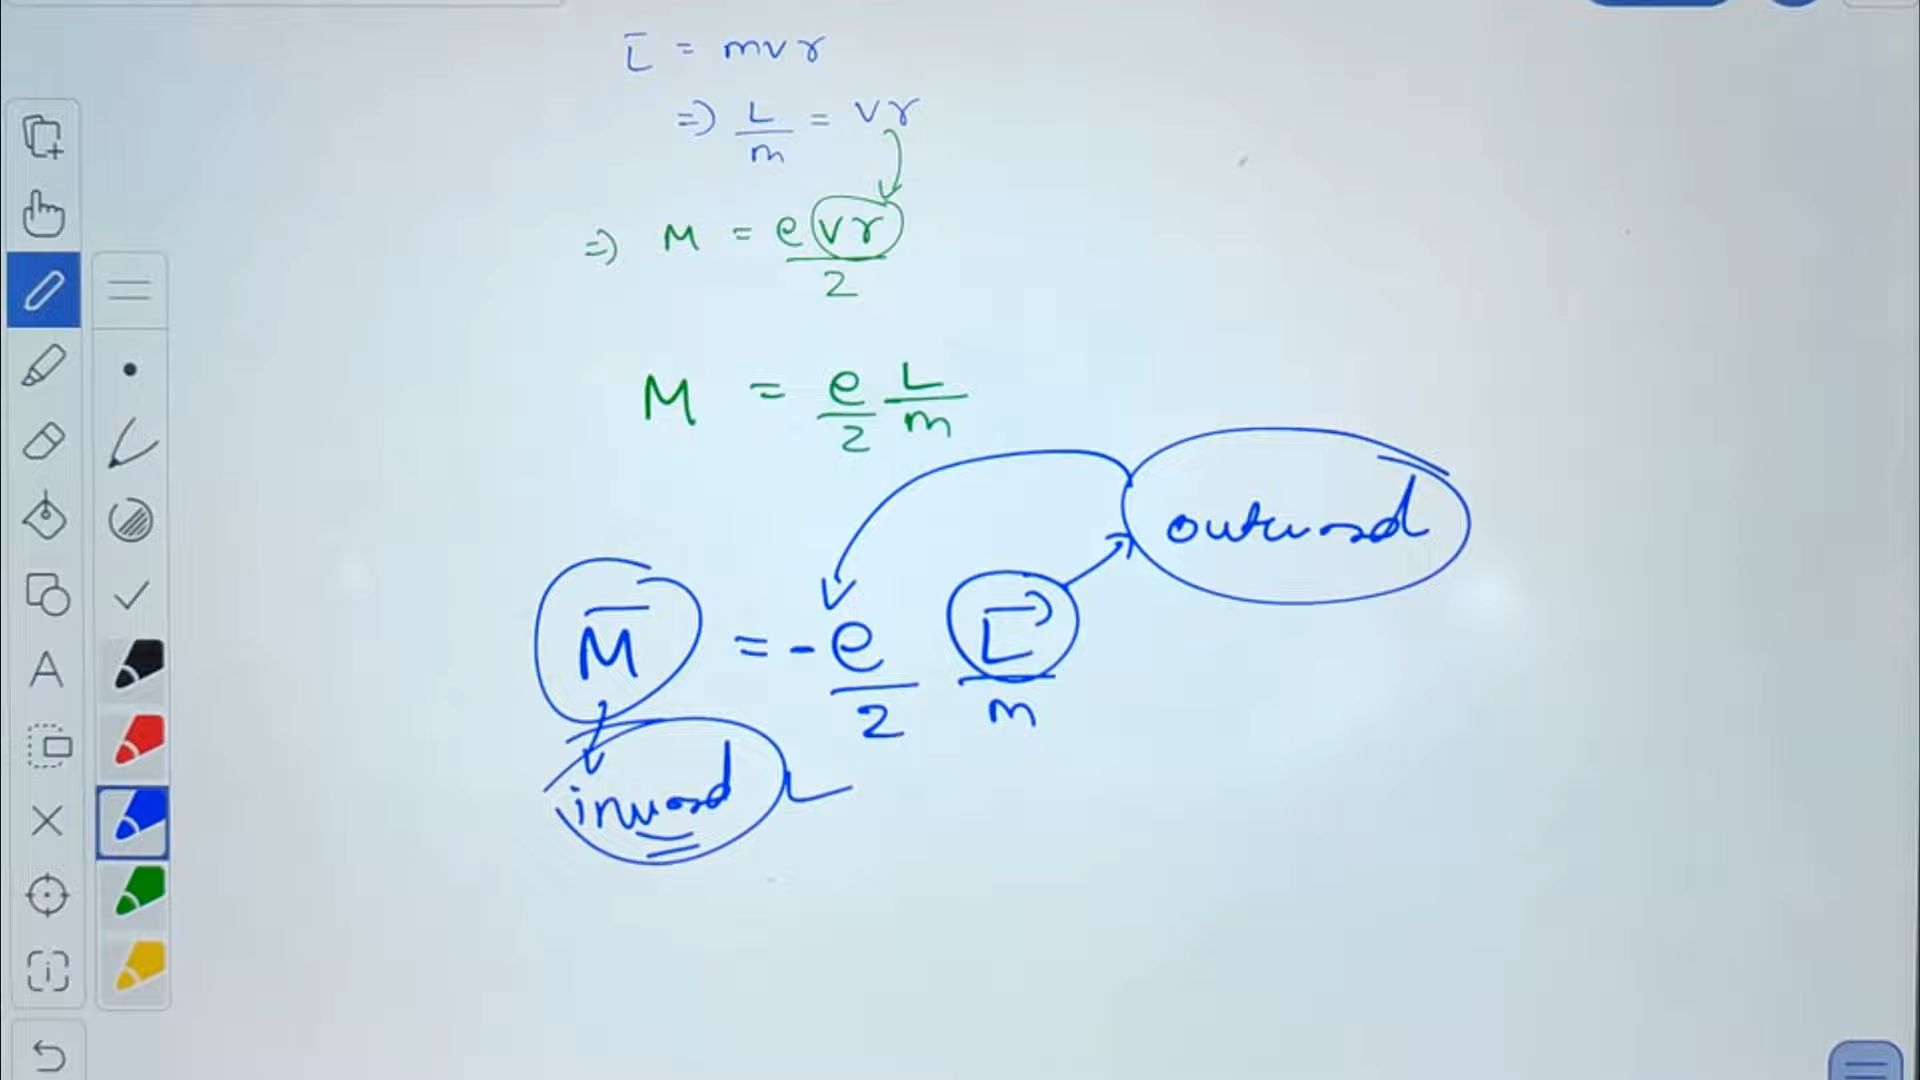 L̄ = mvr
=> L/m = vr
=> M = evr/2
M = e/2 L/m
outward
M̄ = -e/2 L⃗/m
inward
A